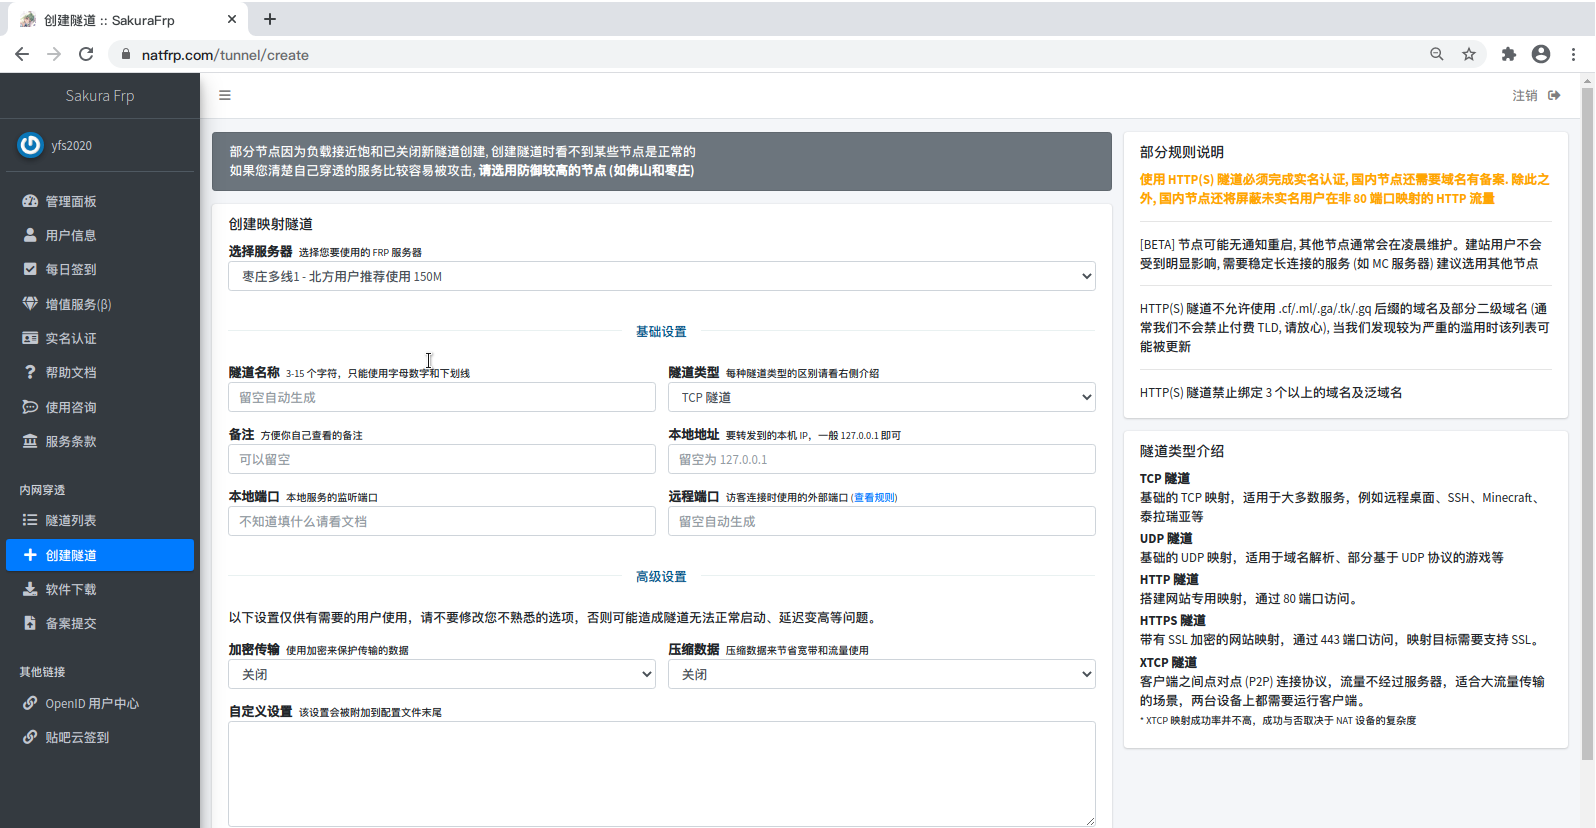 创建隧道 :: SakuraFrp
natfrp.com/tunnel/create
Sakura Frp
注销
yfs2020
管理面板
用户信息
每日签到
增值服务(β)
实名认证
帮助文档
使用咨询
服务条款
内网穿透
隧道列表
创建隧道
软件下载
备案提交
其他链接
OpenID 用户中心
贴吧云签到
部分节点因为负载接近饱和已关闭新隧道创建, 创建隧道时看不到某些节点是正常的
如果您清楚自己穿透的服务比较容易被攻击, 请选用防御较高的节点 (如佛山和枣庄)
创建映射隧道
选择服务器 选择您要使用的 FRP 服务器
枣庄多线1 - 北方用户推荐使用 150M
基础设置
隧道名称 3-15 个字符，只能使用字母数字和下划线
留空自动生成
隧道类型 每种隧道类型的区别请看右侧介绍
TCP 隧道
备注 方便你自己查看的备注
可以留空
本地地址 要转发到的本机 IP，一般 127.0.0.1 即可
留空为 127.0.0.1
本地端口 本地服务的监听端口
不知道填什么请看文档
远程端口 访客连接时使用的外部端口 (查看规则)
留空自动生成
高级设置
以下设置仅供有需要的用户使用，请不要修改您不熟悉的选项，否则可能造成隧道无法正常启动、延迟变高等问题。
加密传输 使用加密来保护传输的数据
关闭
压缩数据 压缩数据来节省宽带和流量使用
关闭
自定义设置 该设置会被附加到配置文件末尾
部分规则说明
使用 HTTP(S) 隧道必须完成实名认证, 国内节点还需要域名有备案. 除此之
外, 国内节点还将屏蔽未实名用户在非 80 端口映射的 HTTP 流量
[BETA] 节点可能无通知重启, 其他节点通常会在凌晨维护。建站用户不会
受到明显影响, 需要稳定长连接的服务 (如 MC 服务器) 建议选用其他节点
HTTP(S) 隧道不允许使用 .cf/.ml/.ga/.tk/.gq 后缀的域名及部分二级域名 (通
常我们不会禁止付费 TLD, 请放心), 当我们发现较为严重的滥用时该列表可
能被更新
HTTP(S) 隧道禁止绑定 3 个以上的域名及泛域名
隧道类型介绍
TCP 隧道
基础的 TCP 映射，适用于大多数服务，例如远程桌面、SSH、Minecraft、
泰拉瑞亚等
UDP 隧道
基础的 UDP 映射，适用于域名解析、部分基于 UDP 协议的游戏等
HTTP 隧道
搭建网站专用映射，通过 80 端口访问。
HTTPS 隧道
带有 SSL 加密的网站映射，通过 443 端口访问，映射目标需要支持 SSL。
XTCP 隧道
客户端之间点对点 (P2P) 连接协议，流量不经过服务器，适合大流量传输
的场景，两台设备上都需要运行客户端。
* XTCP 映射成功率并不高，成功与否取决于 NAT 设备的复杂度